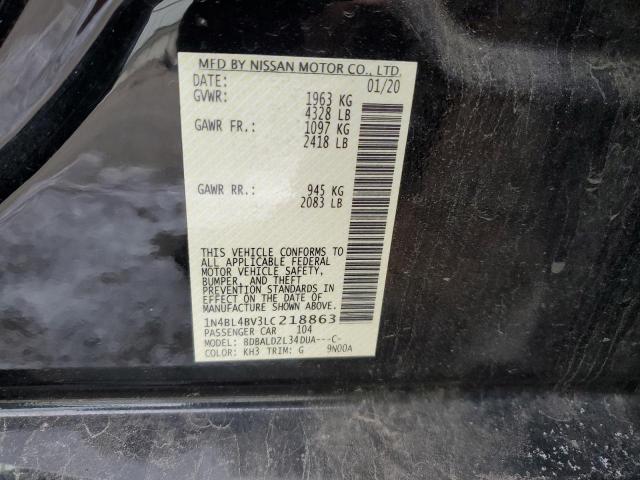 MFD BY NISSAN MOTOR CO., LTD.
DATE: 01/20
GVWR: 1963 KG
4328 LB
GAWR FR.: 1097 KG
2418 LB
GAWR RR.: 945 KG
2083 LB
THIS VEHICLE CONFORMS TO
ALL APPLICABLE FEDERAL
MOTOR VEHICLE SAFETY,
BUMPER, AND THEFT
PREVENTION STANDARDS
IN EFFECT ON THE DATE OF
MANUFACTURE SHOWN ABOVE.
1N4BL4BV3LC218863
PASSENGER CAR 104
MODEL: 8DBALDZL34DUA---C-
COLOR: KH3 TRIM: G 9N00A